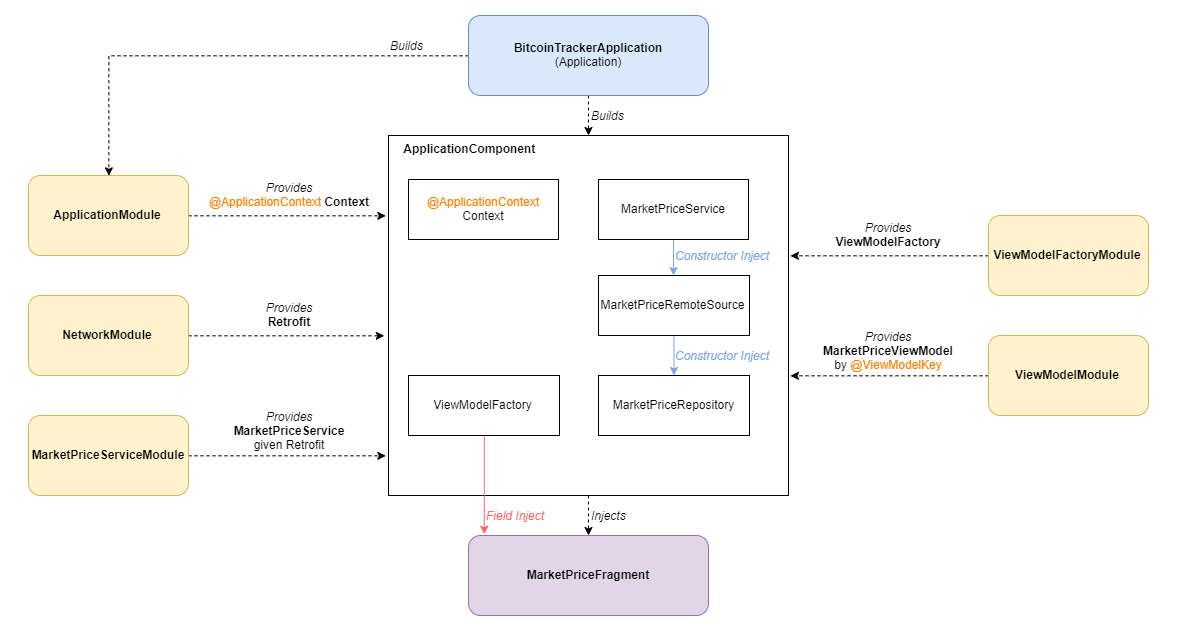 Builds
BitcoinTrackerApplication
(Application)
Builds
ApplicationComponent
ApplicationModule
Provides
@ApplicationContext Context
@ApplicationContext
Context
MarketPriceService
Constructor Inject
Provides
ViewModelFactory
ViewModelFactoryModule
NetworkModule
Provides
Retrofit
MarketPriceRemoteSource
Constructor Inject
Provides
MarketPriceViewModel
by @ViewModelKey
ViewModelModule
MarketPriceServiceModule
Provides
MarketPriceService
given Retrofit
ViewModelFactory
MarketPriceRepository
Field Inject
Injects
MarketPriceFragment